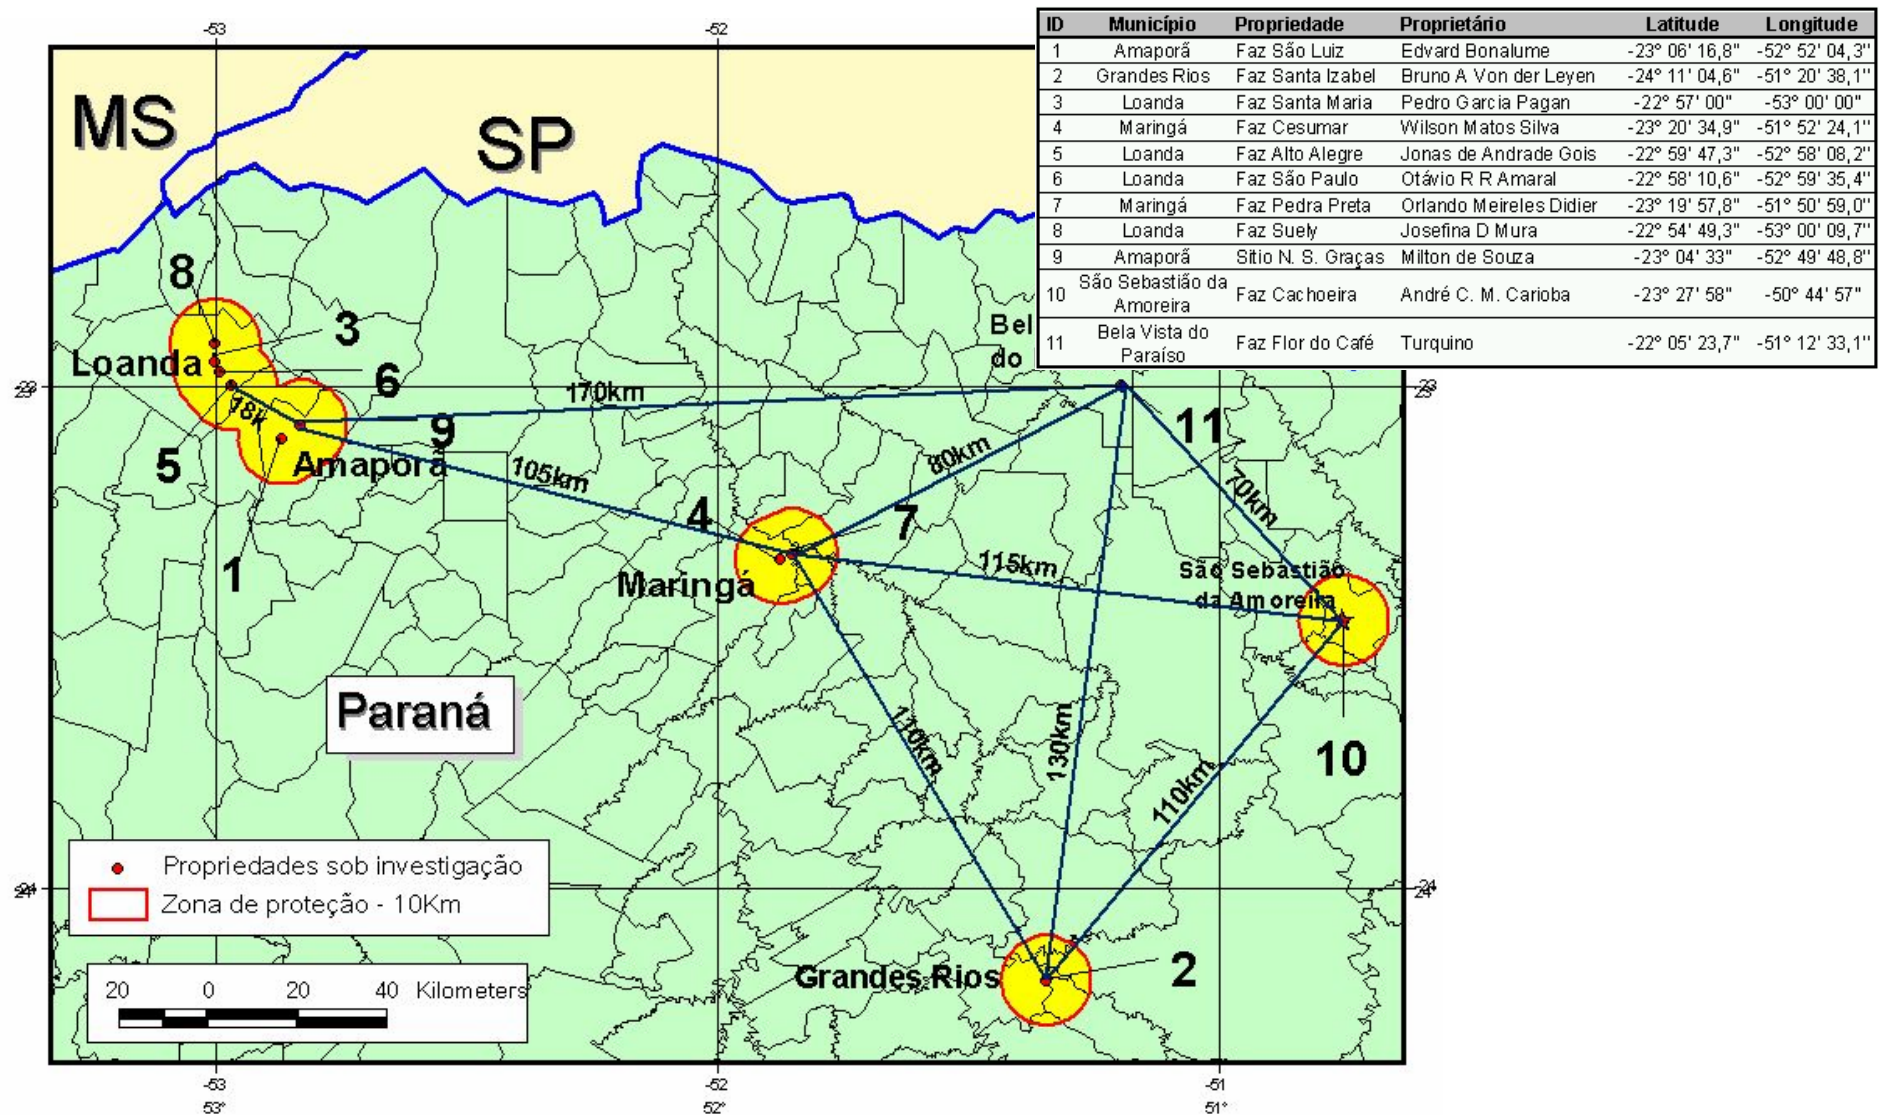 -53
-52
ID Município Propriedade Proprietário Latitude Longitude
1 Amaporã Faz São Luiz Edvard Bonalume -23° 06' 16,8" -52° 52' 04,3"
2 Grandes Rios Faz Santa Izabel Bruno A Von der Leyen -24° 11' 04,6" -51° 20' 38,1"
3 Loanda Faz Santa Maria Pedro Garcia Pagan -22° 57' 00" -53° 00' 00"
4 Maringá Faz Cesumar Wilson Matos Silva -23° 20' 34,9" -51° 52' 24,1"
5 Loanda Faz Alto Alegre Jonas de Andrade Gois -22° 59' 47,3" -52° 58' 08,2"
6 Loanda Faz São Paulo Otávio R R Amaral -22° 58' 10,6" -52° 59' 35,4"
7 Maringá Faz Pedra Preta Orlando Meireles Didier -23° 19' 57,8" -51° 50' 59,0"
8 Loanda Faz Suely Josefina D Mura -22° 54' 49,3" -53° 00' 09,7"
9 Amaporã Sítio N. S. Graças Milton de Souza -23° 04' 33" -52° 49' 48,8"
10 São Sebastião da Amoreira Faz Cachoeira André C. M. Carioba -23° 27' 58" -50° 44' 57"
11 Bela Vista do Paraíso Faz Flor do Café Turquino -22° 05' 23,7" -51° 12' 33,1"
MS
SP
8
3
Bel
do
Loanda
6
170km
18k
9
11
5
Amaporã
105km
80km
70km
4
7
1
Maringá
115km
São Sebastião
da Amoreira
Paraná
110km
130km
110km
10
Propriedades sob investigação
Zona de proteção - 10Km
Grandes Rios
2
20 0 20 40 Kilometers
-53
-52
-51
53°
52°
51°